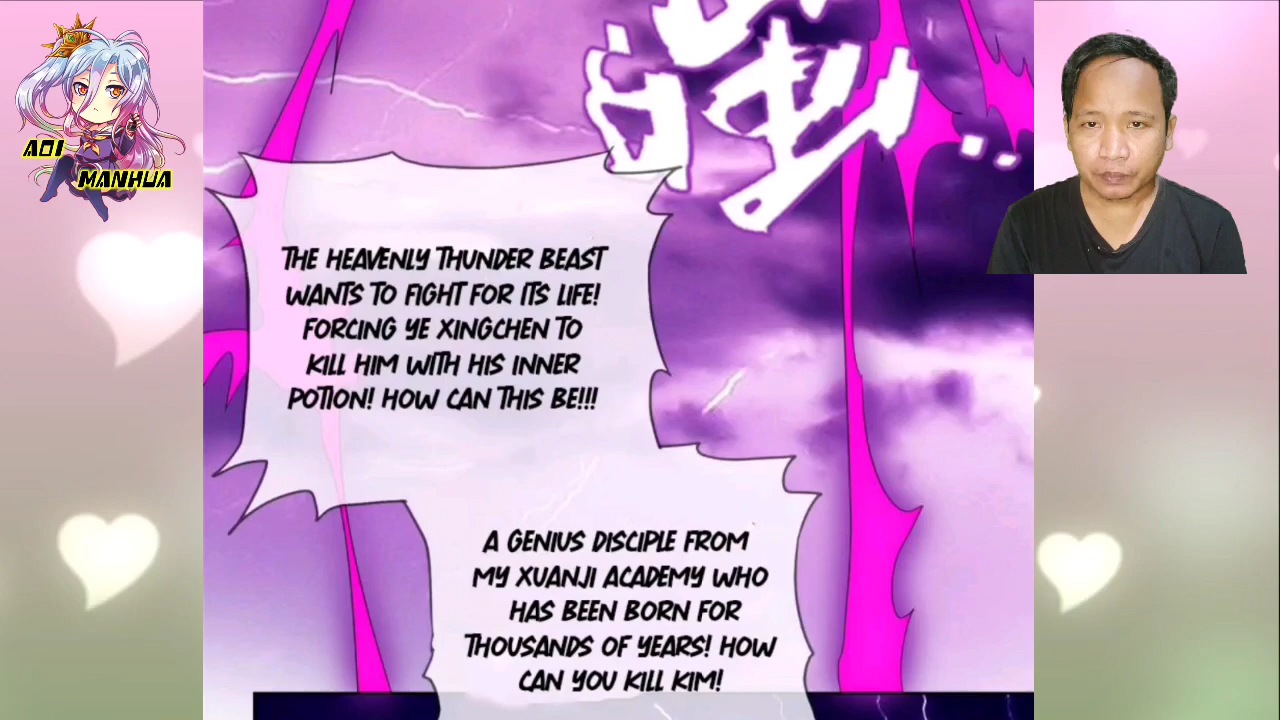 AOI
MANHUA
THE HEAVENLY THUNDER BEAST
WANTS TO FIGHT FOR ITS LIFE!
FORCING YE XINGCHEN TO
KILL HIM WITH HIS INNER
POTION! HOW CAN THIS BE!!!
A GENIUS DISCIPLE FROM
MY XUANJI ACADEMY WHO
HAS BEEN BORN FOR
THOUSANDS OF YEARS! HOW
CAN YOU KILL KIM!